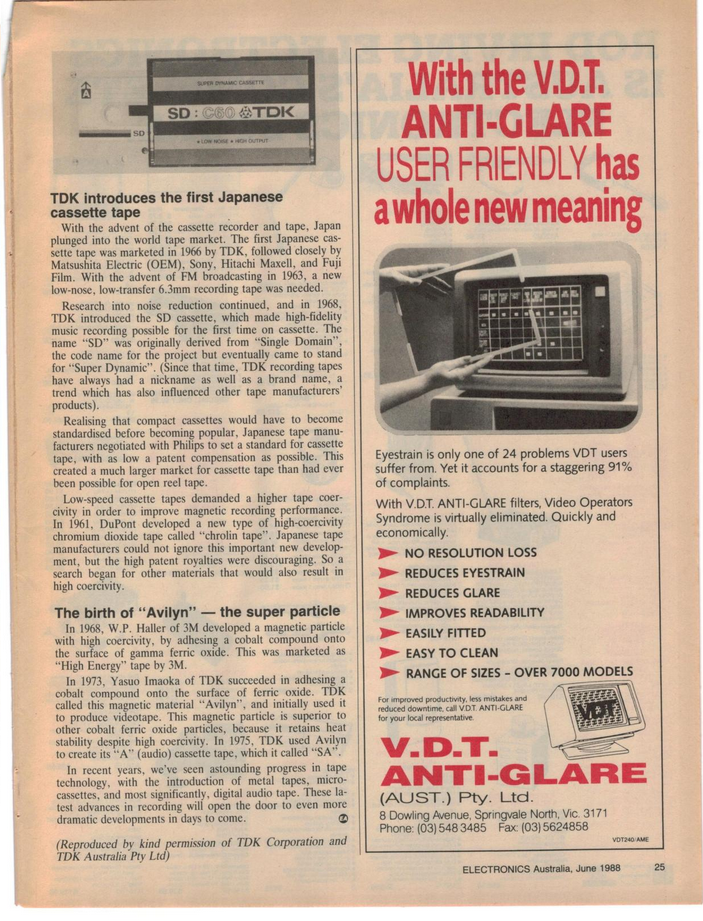 A
SD
SUPER DYNAMIC CASSETTE
SD: C60 TDK
• LOW NOISE • HIGH OUTPUT
TDK introduces the first Japanese
cassette tape
With the advent of the cassette recorder and tape, Japan
plunged into the world tape market. The first Japanese cas-
sette tape was marketed in 1966 by TDK, followed closely by
Matsushita Electric (OEM), Sony, Hitachi Maxell, and Fuji
Film. With the advent of FM broadcasting in 1963, a new
low-nose, low-transfer 6.3mm recording tape was needed.
Research into noise reduction continued, and in 1968,
TDK introduced the SD cassette, which made high-fidelity
music recording possible for the first time on cassette. The
name "SD" was originally derived from "Single Domain",
the code name for the project but eventually came to stand
for "Super Dynamic". (Since that time, TDK recording tapes
have always had a nickname as well as a brand name, a
trend which has also influenced other tape manufacturers'
products).
Realising that compact cassettes would have to become
standardised before becoming popular, Japanese tape manu-
facturers negotiated with Philips to set a standard for cassette
tape, with as low a patent compensation as possible. This
created a much larger market for cassette tape than had ever
been possible for open reel tape.
Low-speed cassette tapes demanded a higher tape coer-
civity in order to improve magnetic recording performance.
In 1961, DuPont developed a new type of high-coercivity
chromium dioxide tape called "chrolin tape". Japanese tape
manufacturers could not ignore this important new develop-
ment, but the high patent royalties were discouraging. So a
search began for other materials that would also result in
high coercivity.
The birth of "Avilyn" — the super particle
In 1968, W.P. Haller of 3M developed a magnetic particle
with high coercivity, by adhesing a cobalt compound onto
the surface of gamma ferric oxide. This was marketed as
"High Energy" tape by 3M.
In 1973, Yasuo Imaoka of TDK succeeded in adhesing a
cobalt compound onto the surface of ferric oxide. TDK
called this magnetic material "Avilyn", and initially used it
to produce videotape. This magnetic particle is superior to
other cobalt ferric oxide particles, because it retains heat
stability despite high coercivity. In 1975, TDK used Avilyn
to create its "A" (audio) cassette tape, which it called "SA".
In recent years, we've seen astounding progress in tape
technology, with the introduction of metal tapes, micro-
cassettes, and most significantly, digital audio tape. These la-
test advances in recording will open the door to even more
dramatic developments in days to come. EA
(Reproduced by kind permission of TDK Corporation and
TDK Australia Pty Ltd)
With the V.D.T.
ANTI-GLARE
USER FRIENDLY has
a whole new meaning
Eyestrain is only one of 24 problems VDT users
suffer from. Yet it accounts for a staggering 91%
of complaints.
With V.D.T. ANTI-GLARE filters, Video Operators
Syndrome is virtually eliminated. Quickly and
economically.
NO RESOLUTION LOSS
REDUCES EYESTRAIN
REDUCES GLARE
IMPROVES READABILITY
EASILY FITTED
EASY TO CLEAN
RANGE OF SIZES – OVER 7000 MODELS
For improved productivity, less mistakes and
reduced downtime, call V.D.T. ANTI-GLARE
for your local representative.
VDT
V.D.T.
ANTI-GLARE
(AUST.) Pty. Ltd.
8 Dowling Avenue, Springvale North, Vic. 3171
Phone: (03) 548 3485 Fax: (03) 5624858
VDT240/AME
ELECTRONICS Australia, June 1988 25